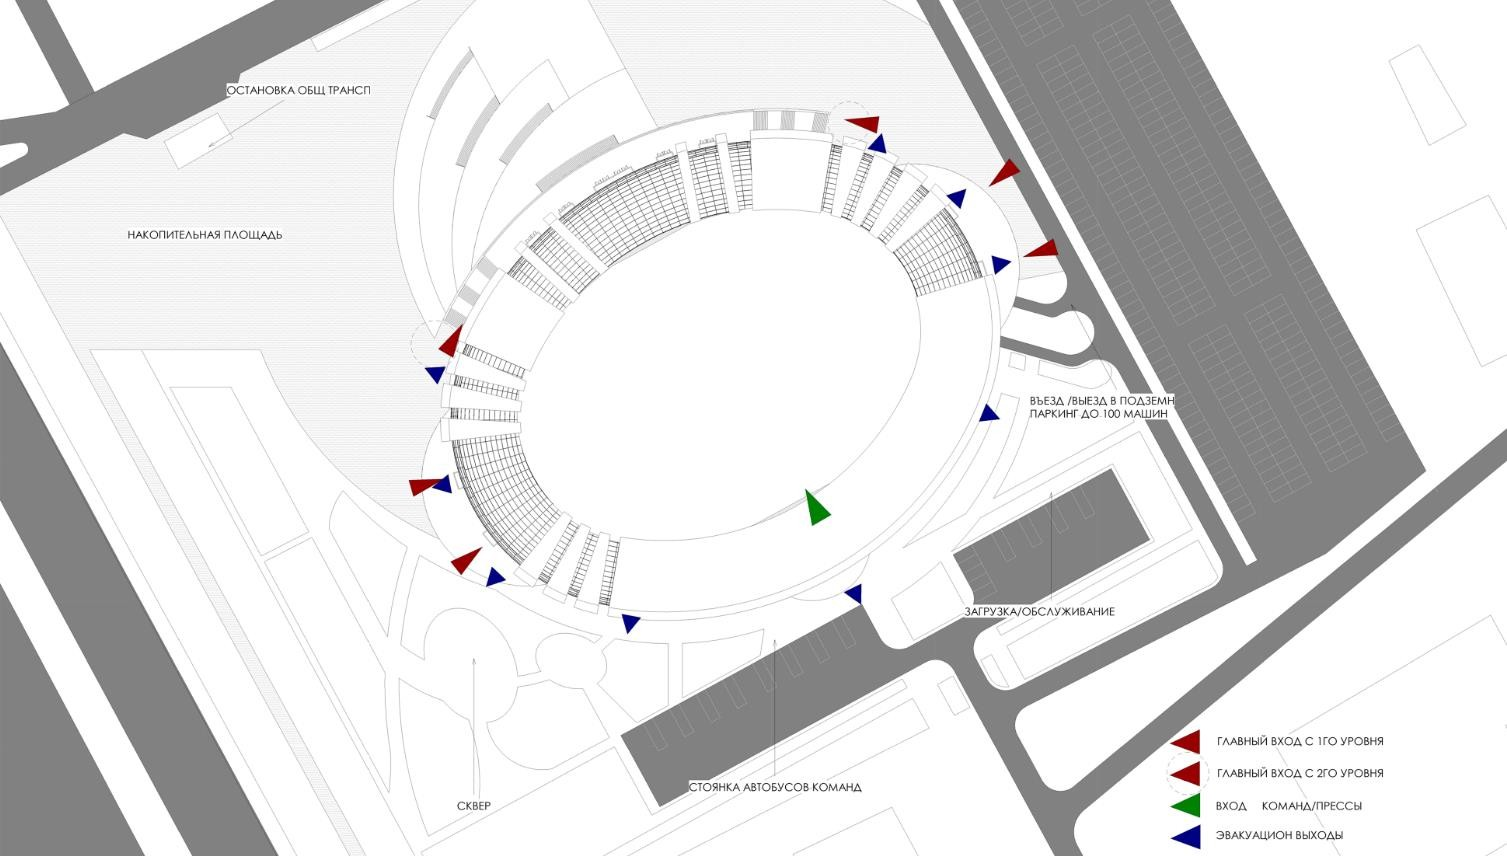 ОСТАНОВКА ОБЩ ТРАНСП
НАКОПИТЕЛЬНАЯ ПЛОЩАДЬ
ВЪЕЗД /ВЫЕЗД В ПОДЗЕМН
ПАРКИНГ ДО 100 МАШИН
ЗАГРУЗКА/ОБСЛУЖИВАНИЕ
СТОЯНКА АВТОБУСОВ КОМАНД
СКВЕР
ГЛАВНЫЙ ВХОД С 1ГО УРОВНЯ
ГЛАВНЫЙ ВХОД С 2ГО УРОВНЯ
ВХОД КОМАНД/ПРЕССЫ
ЭВАКУАЦИОН ВЫХОДЫ